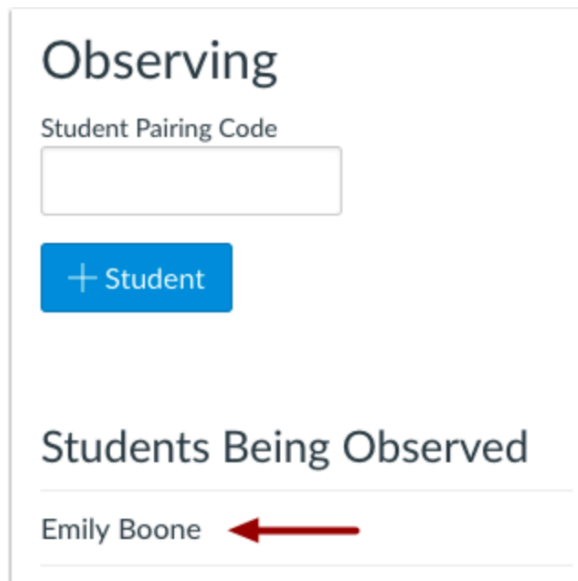 Observing
Student Pairing Code
+ Student
Students Being Observed
Emily Boone